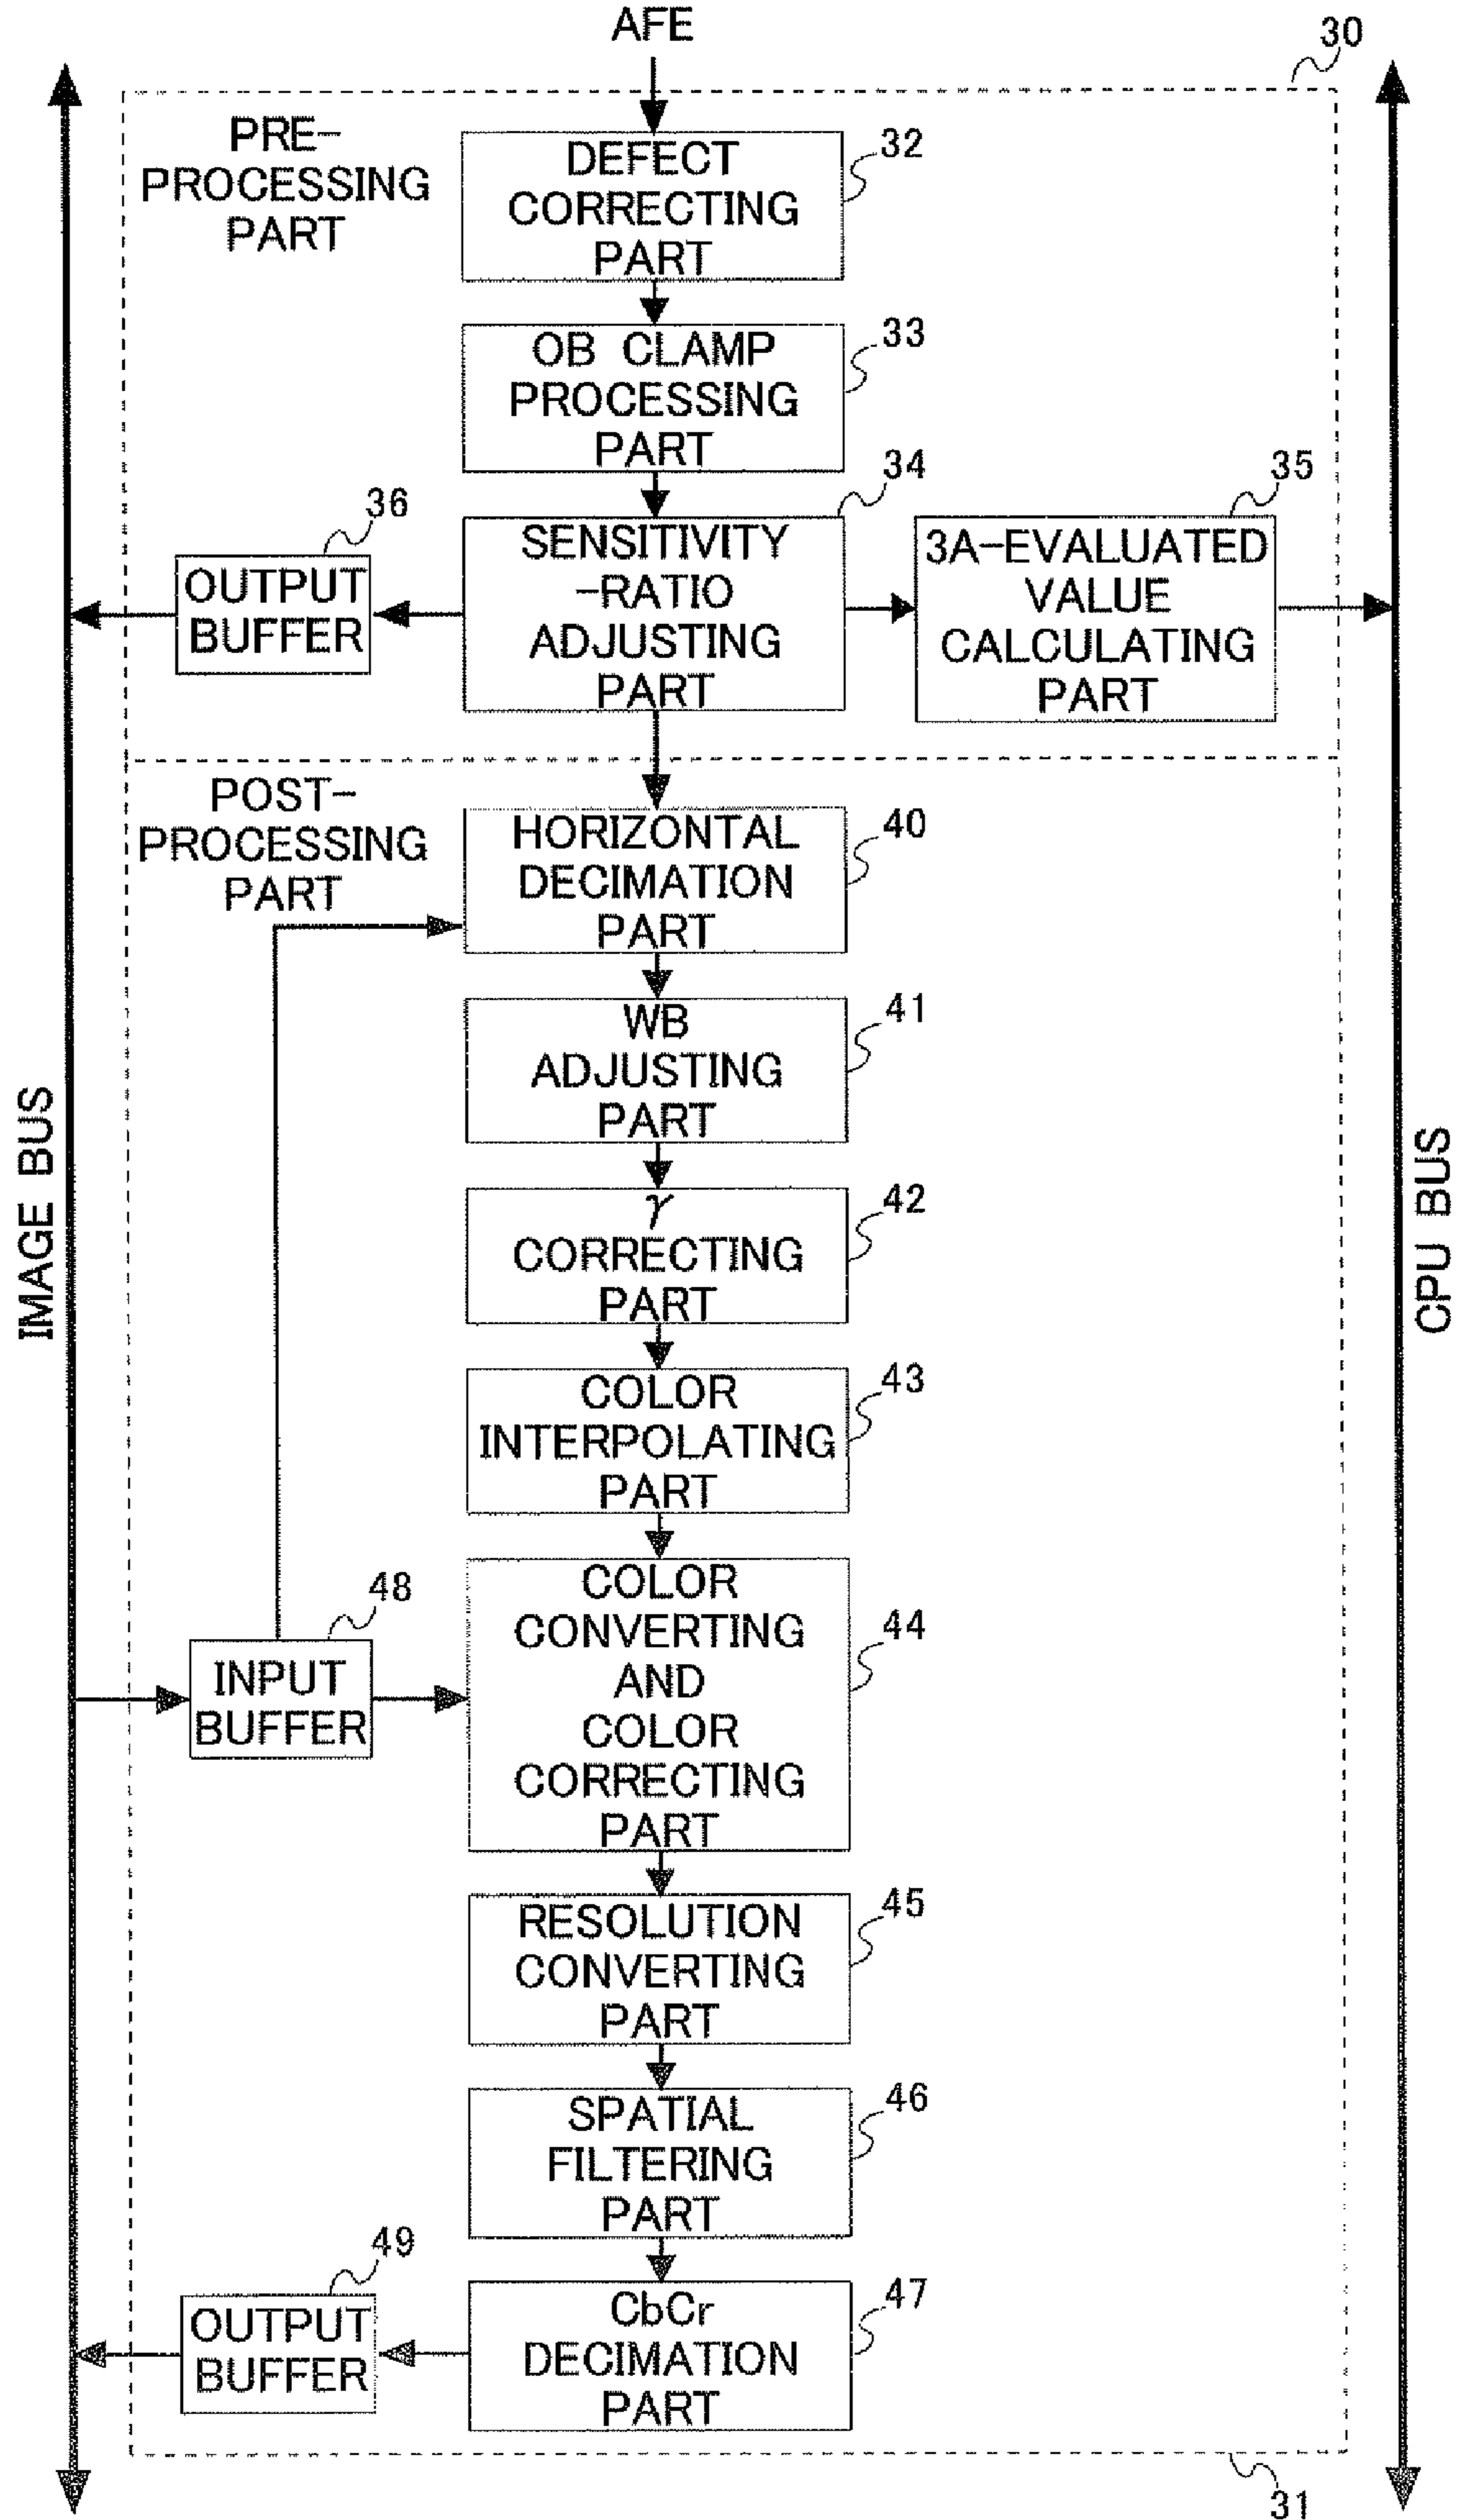 AFE
30
PRE-
PROCESSING
PART
DEFECT
CORRECTING
PART
32
OB CLAMP
PROCESSING
PART
33
SENSITIVITY
-RATIO
ADJUSTING
PART
34
3A-EVALUATED
VALUE
CALCULATING
PART
35
OUTPUT
BUFFER
36
POST-
PROCESSING
PART
HORIZONTAL
DECIMATION
PART
40
WB
ADJUSTING
PART
41
γ
CORRECTING
PART
42
IMAGE BUS
CPU BUS
COLOR
INTERPOLATING
PART
43
INPUT
BUFFER
48
COLOR
CONVERTING
AND
COLOR
CORRECTING
PART
44
RESOLUTION
CONVERTING
PART
45
SPATIAL
FILTERING
PART
46
CbCr
DECIMATION
PART
47
OUTPUT
BUFFER
49
31